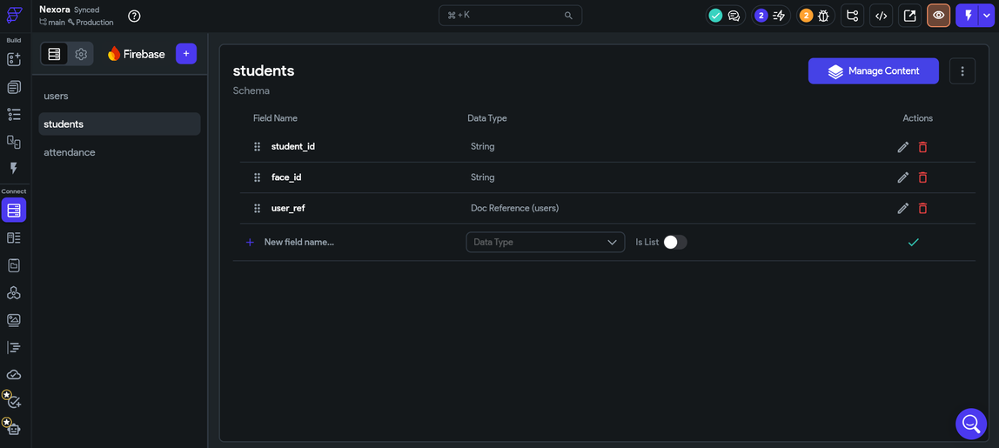 Nexora Synced
main Production
⌘ + K
2
2
Build
Firebase
+
users
students
attendance
Connect
students
Schema
Manage Content
Field Name Data Type Actions
student_id String
face_id String
user_ref Doc Reference (users)
+ New field name... Data Type Is List